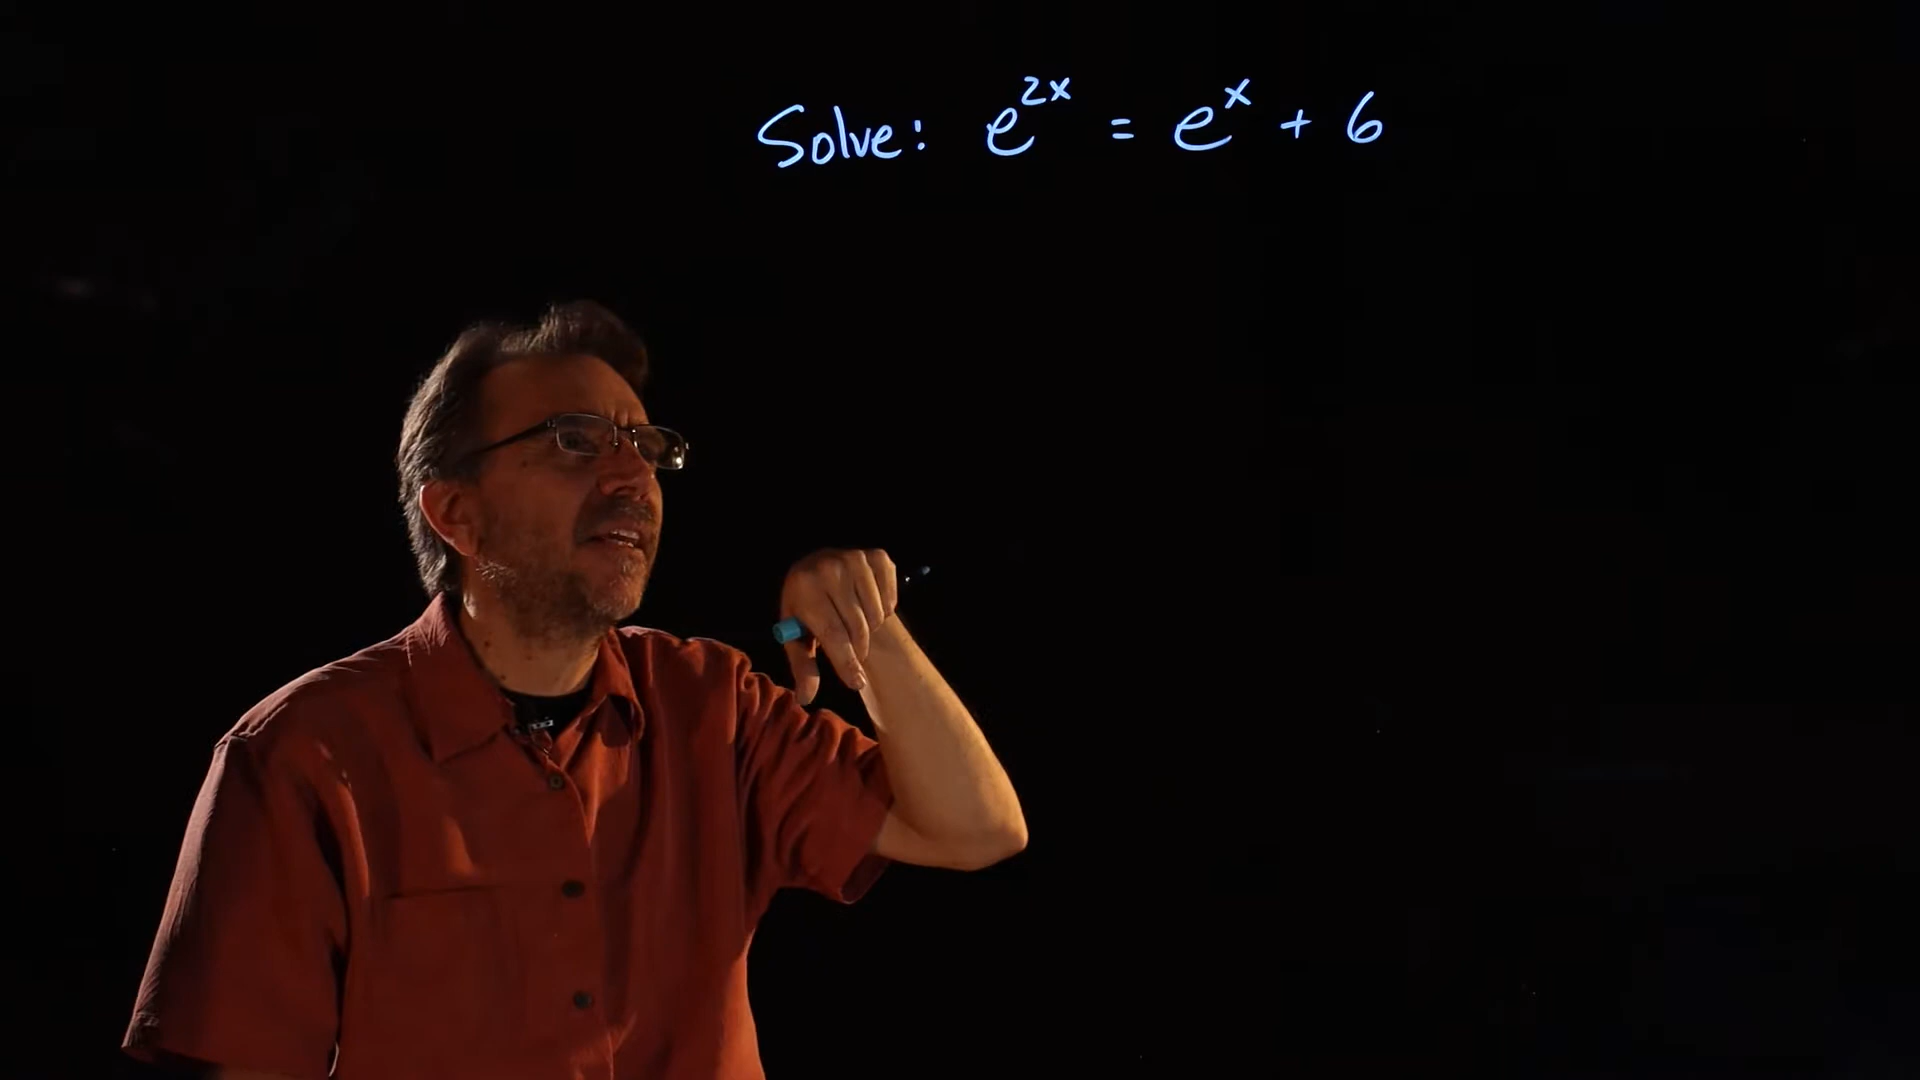 Solve: e^{2x} = e^x + 6